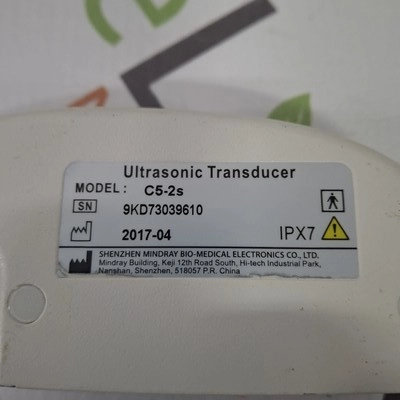 Ultrasonic Transducer
MODEL: C5-2s
SN 9KD73039610
2017-04 IPX7
SHENZHEN MINDRAY BIO-MEDICAL ELECTRONICS CO., LTD.
Mindray Building, Keji 12th Road South, Hi-tech Industrial Park,
Nanshan, Shenzhen, 518057 P.R. China